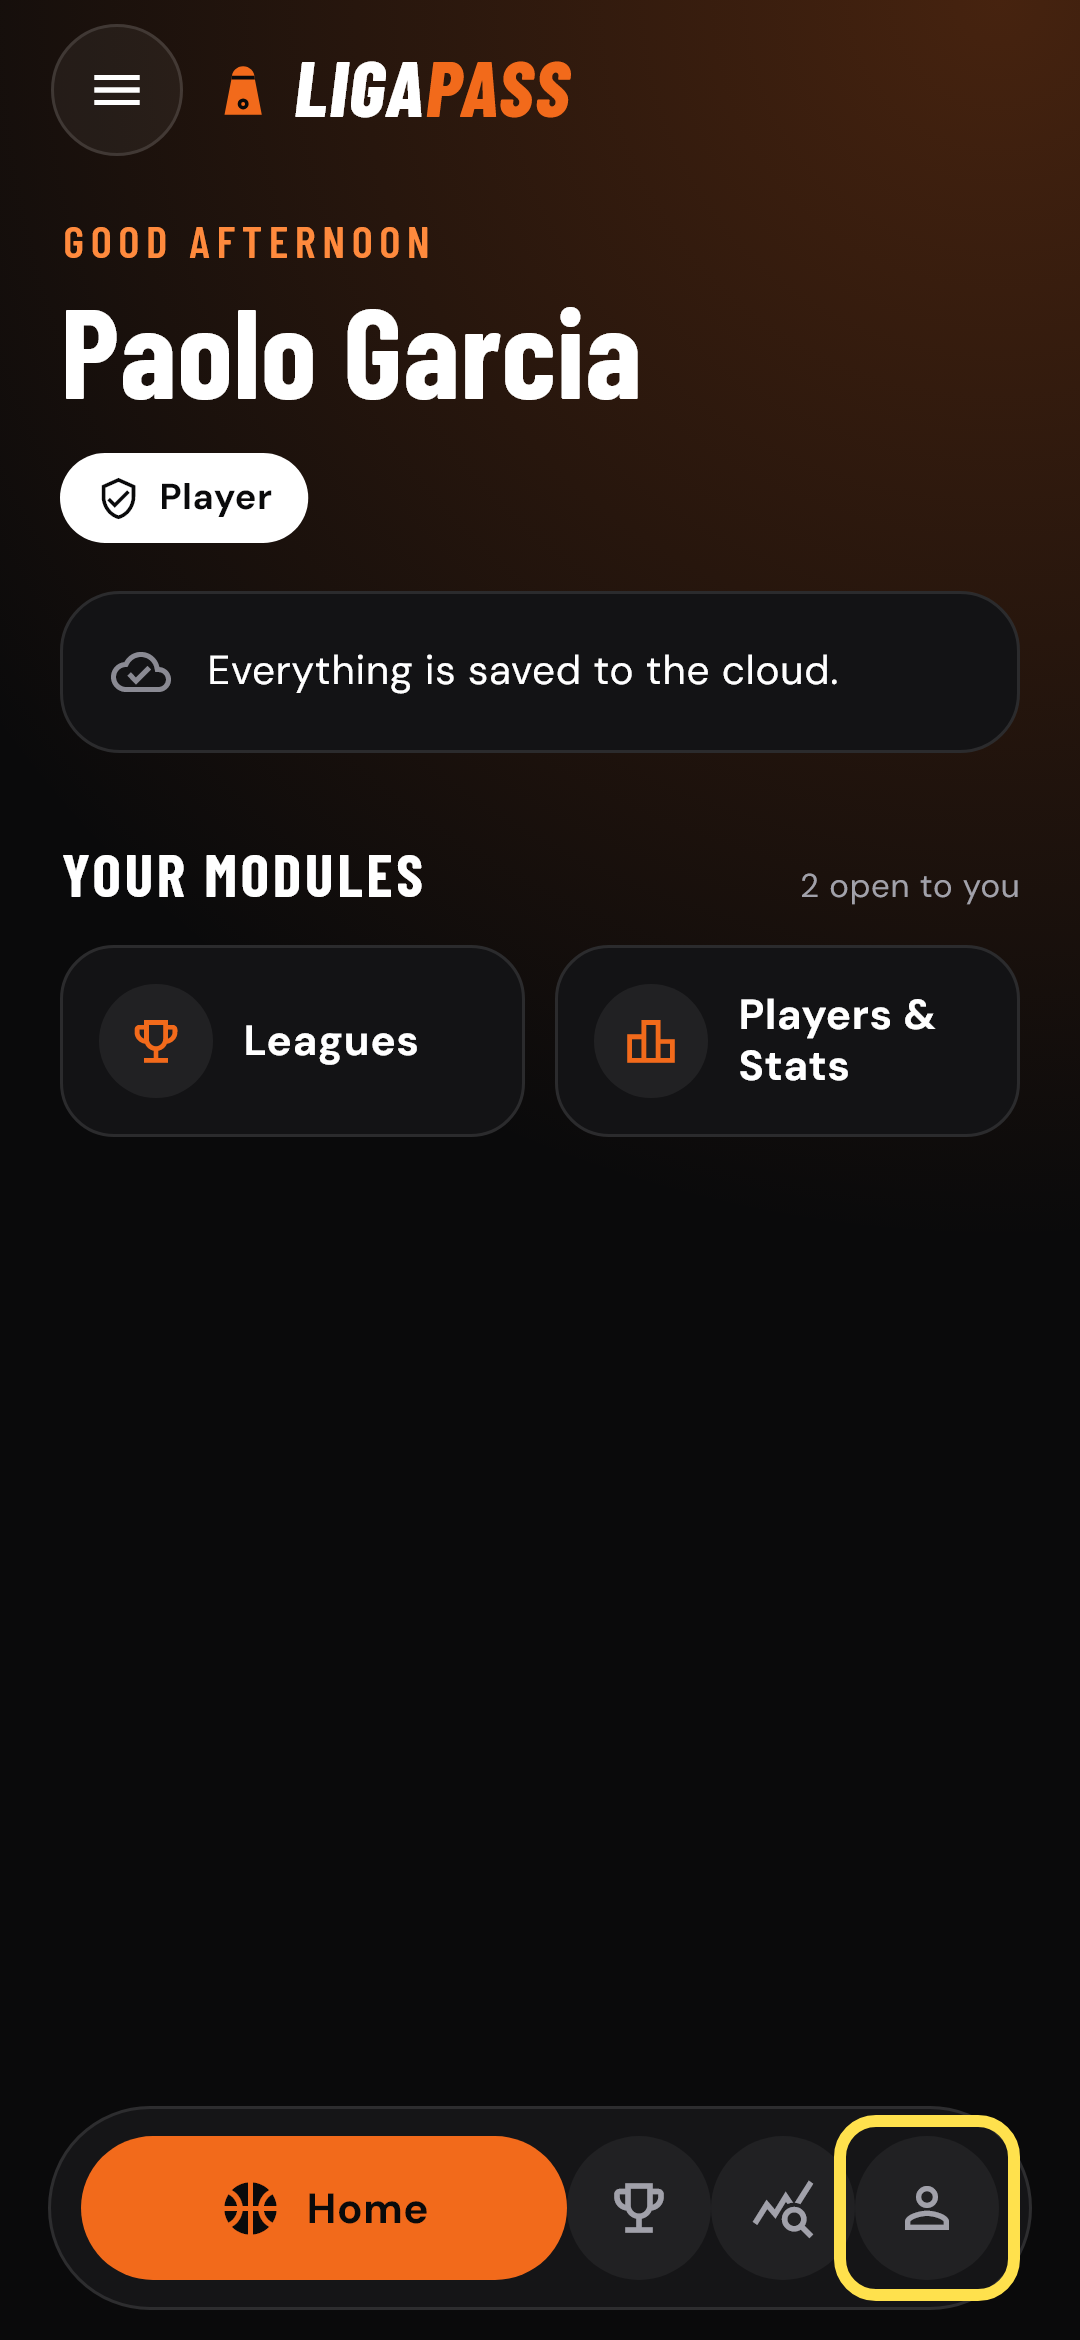 LIGAPASS
GOOD AFTERNOON
Paolo Garcia
Player
Everything is saved to the cloud.
YOUR MODULES
2 open to you
Leagues
Players &
Stats
Home